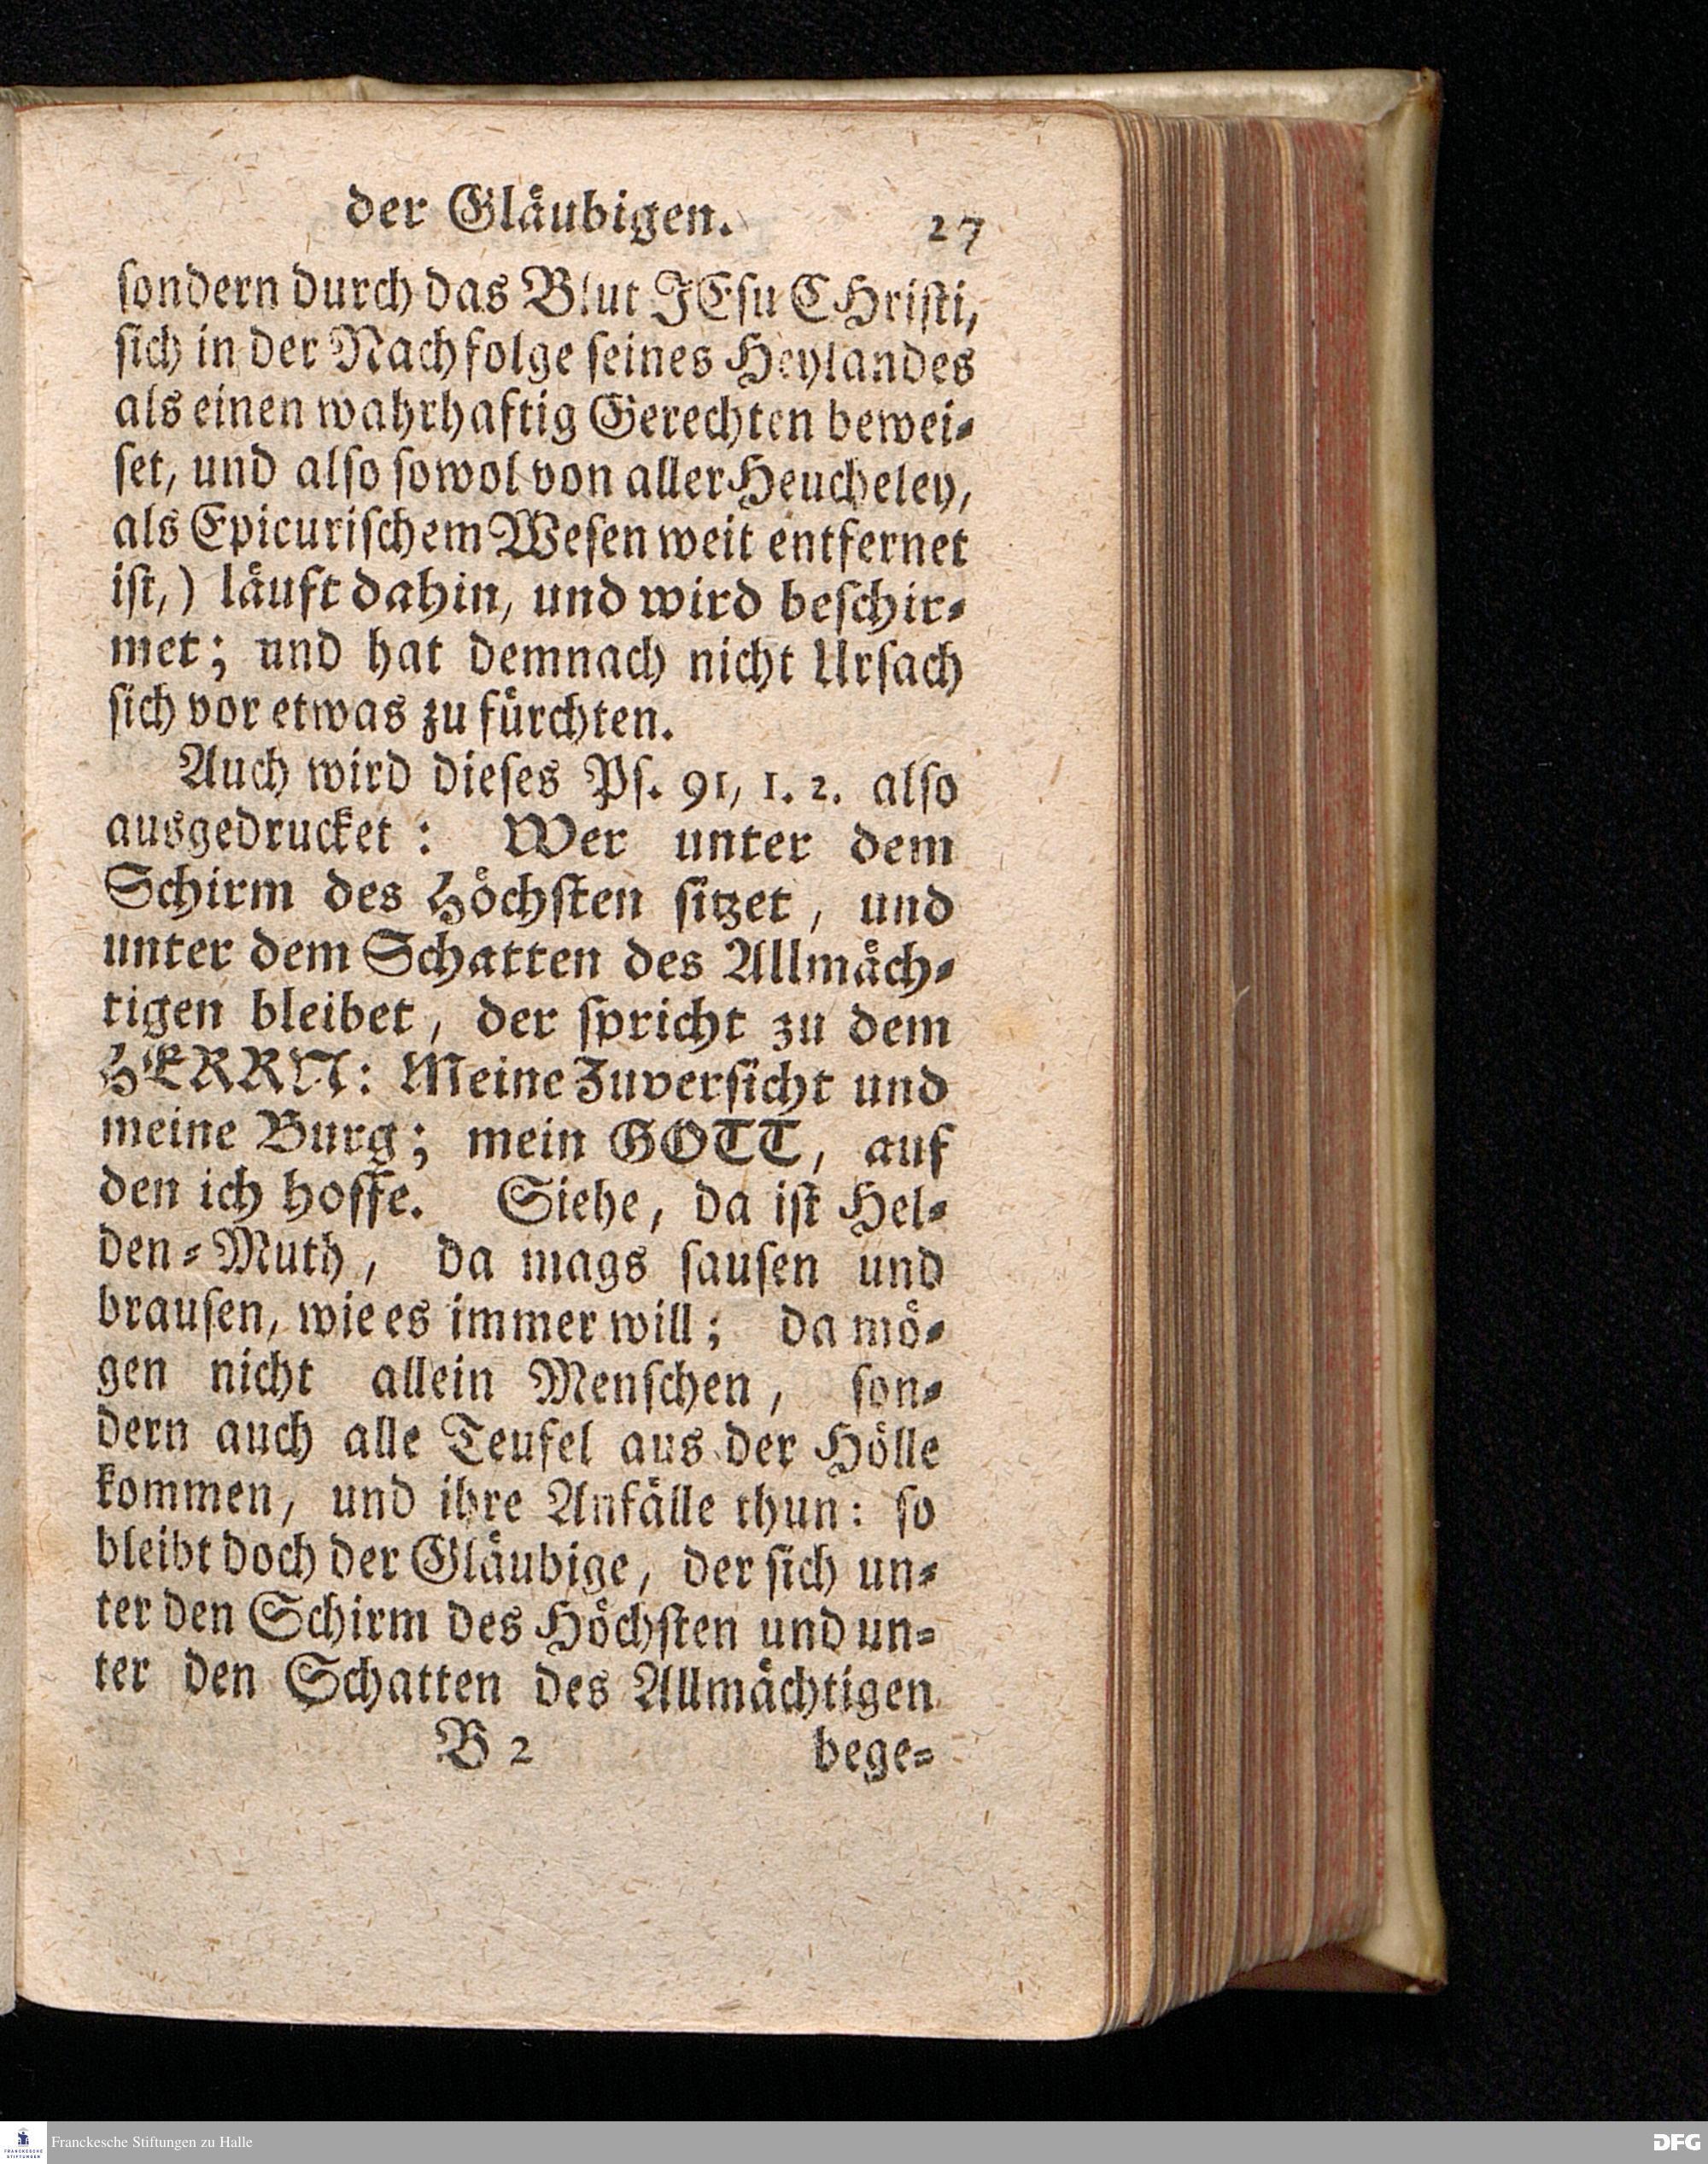 der Gläubigen. 27
ſondern durch das Blut JEſu CHriſti,
ſich in der Nachfolge ſeines Heylandes
als einen wahrhaftig Gerechten bewei⸗
ſet, und alſo ſowol von aller Heucheley,
als Epicuriſchem Weſen weit entfernet
iſt,) läuft dahin, und wird beſchir⸗
met; und hat demnach nicht Urſach
ſich vor etwas zu fürchten.
Auch wird dieſes Pſ. 91, 1. 2. alſo
ausgedrucket: Wer unter dem
Schirm des Höchſten ſitzet, und
unter dem Schatten des Allmäch⸗
tigen bleibet, der ſpricht zu dem
HERRN: Meine Zuverſicht und
meine Burg; mein GOTT, auf
den ich hoffe. Siehe, da iſt Hel⸗
den⸗Muth, da mags ſauſen und
brauſen, wie es immer will; da mö⸗
gen nicht allein Menſchen, ſon⸗
dern auch alle Teufel aus der Hölle
kommen, und ihre Anfälle thun: ſo
bleibt doch der Gläubige, der ſich un⸗
ter den Schirm des Höchſten und un⸗
ter den Schatten des Allmächtigen
B 2 bege⸗
FRANCKESCHE STIFTUNGEN
Franckesche Stiftungen zu Halle
DFG